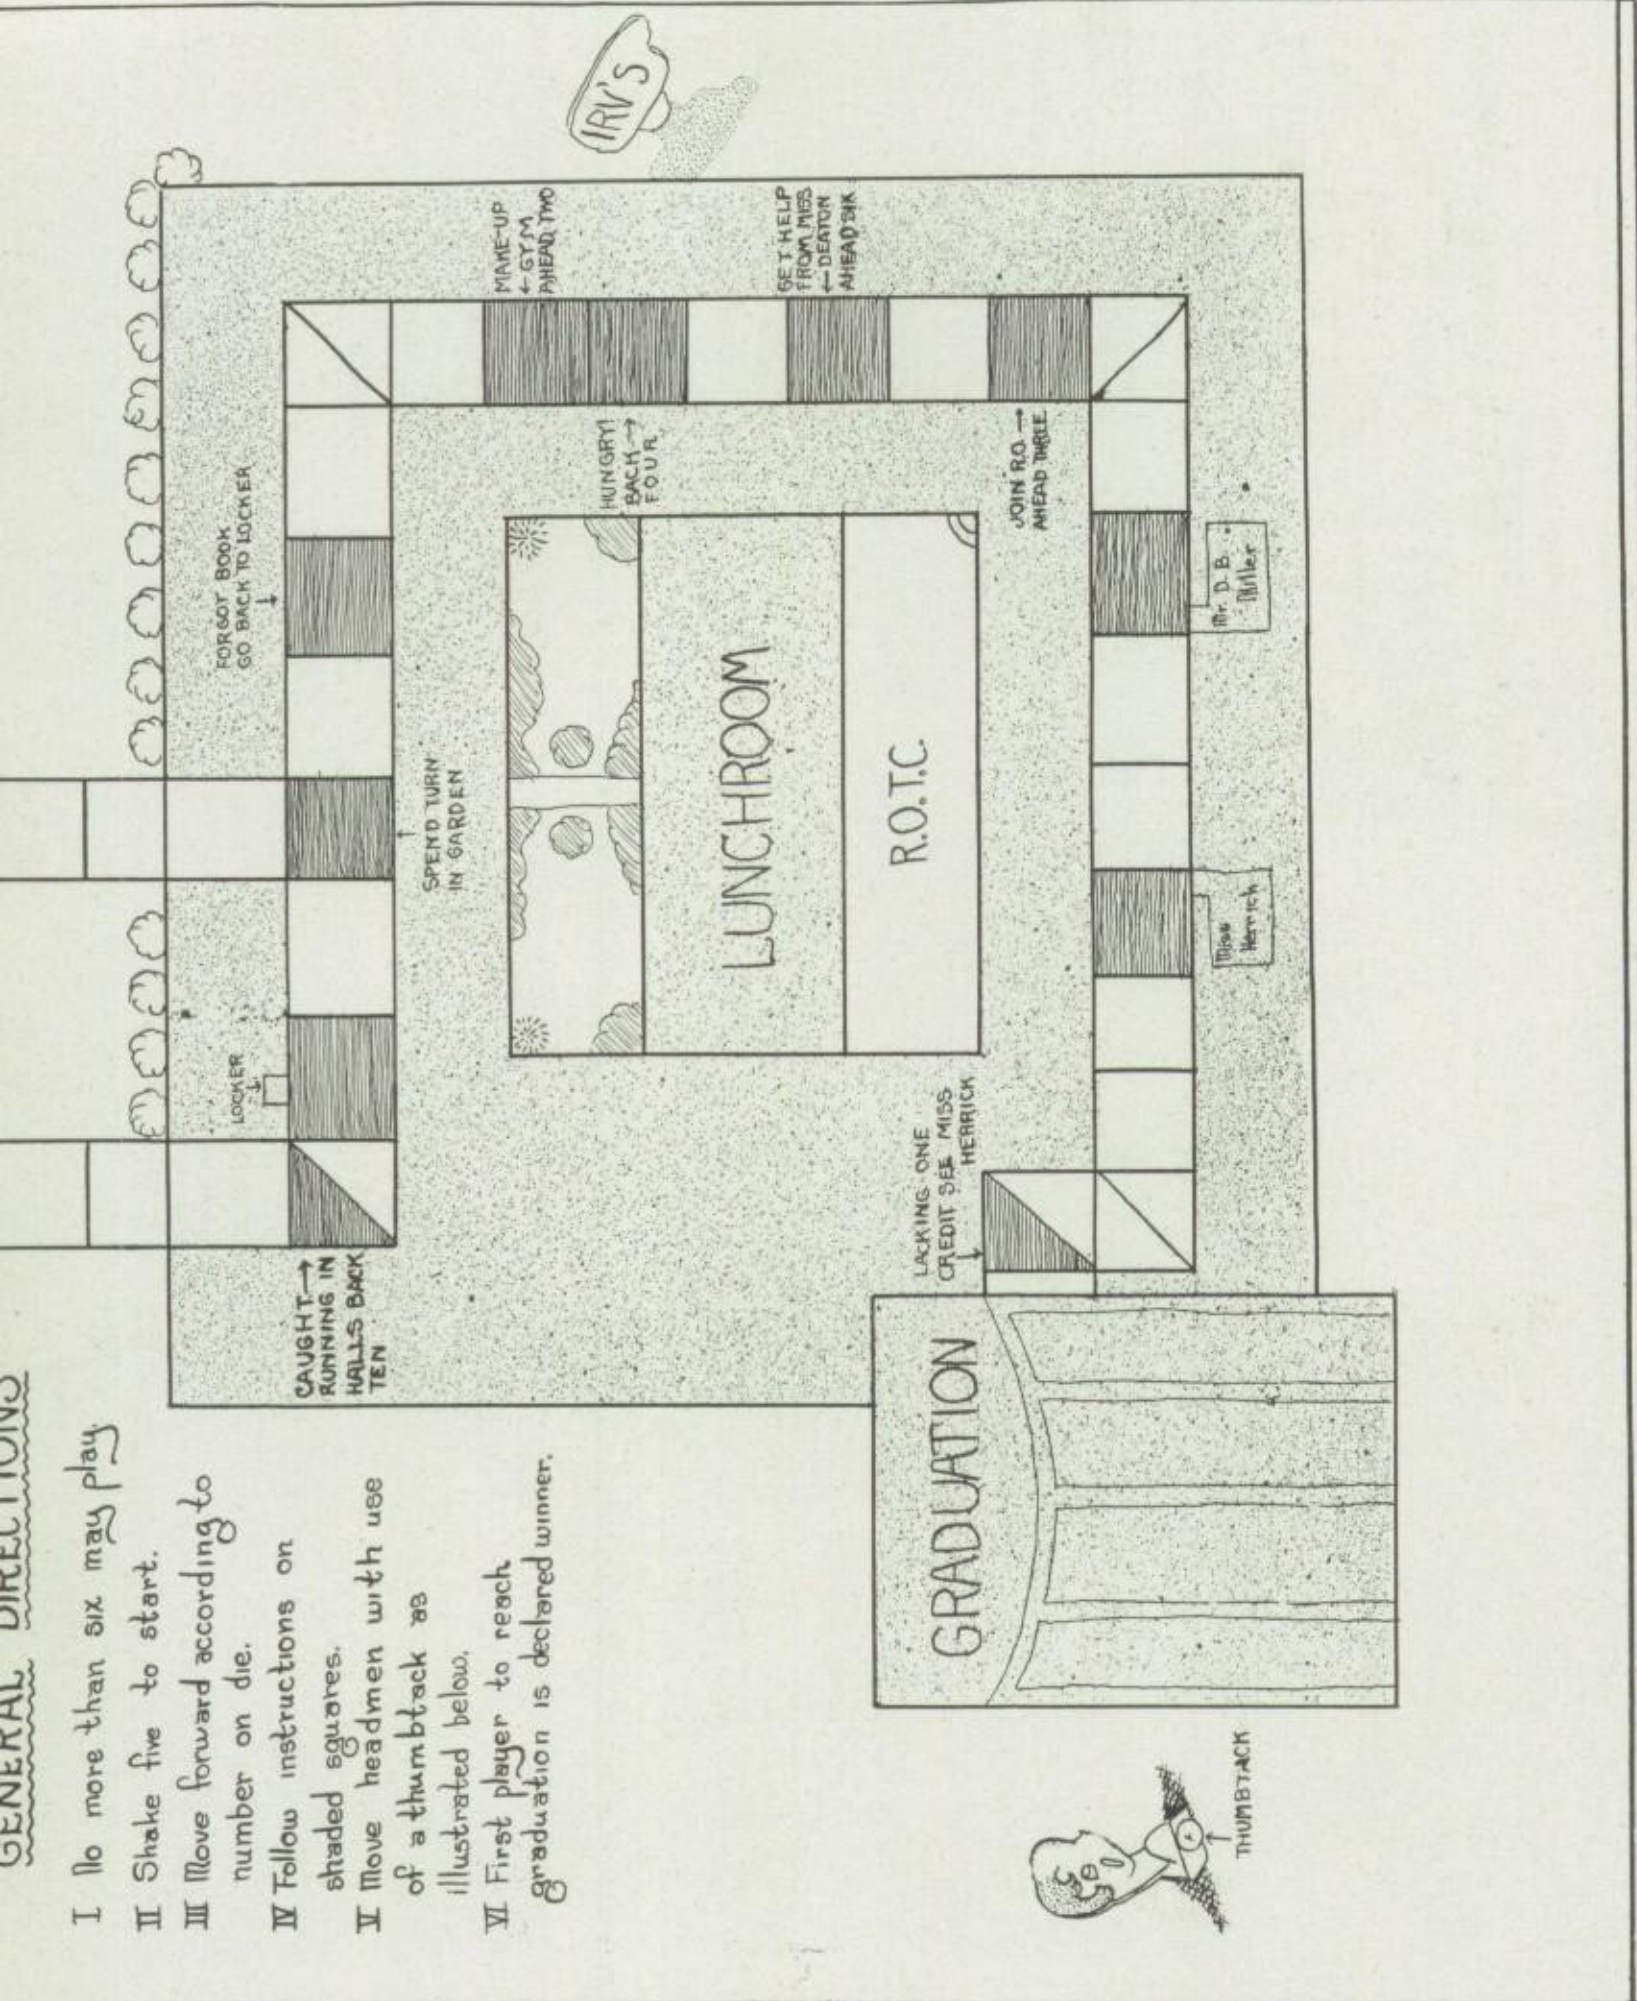 GENERAL DIRECTIONS
I No more than six may play.
II Shake five to start.
III Move forward according to
number on die.
IV Follow instructions on
shaded squares.
V Move headmen with use
of a thumbtack as
illustrated below.
VI First player to reach
graduation is declared winner.
THUMBTACK
CAUGHT→
RUNNING IN
HALLS BACK
TEN
LOCKER
↓
SPEND TURN
IN GARDEN
FORGOT BOOK
GO BACK TO LOCKER
↓
MAKE-UP
←GYM
AHEAD TWO
HUNGRY!
BACK→
FOUR
GET HELP
FROM MISS
←DEATON
AHEAD SIX
JOIN R.O.→
AHEAD THREE
IRV'S
LUNCHROOM
R.O.T.C.
Mr. D. B.
Miller
Miss
Herrick
LACKING ONE
CREDIT SEE MISS
HERRICK
GRADUATION